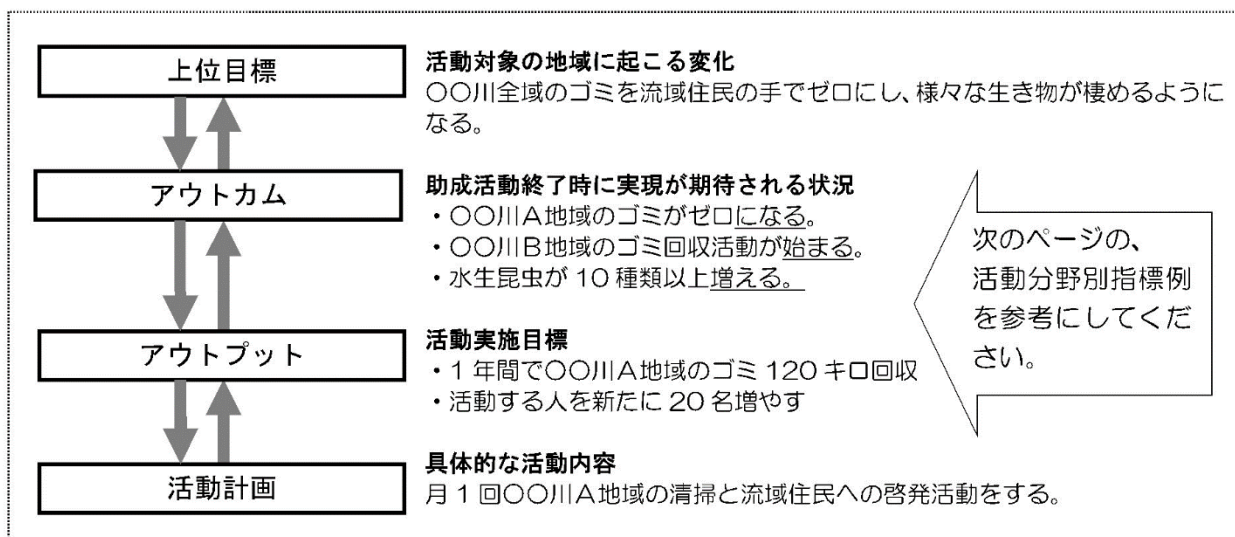 上位目標
活動対象の地域に起こる変化
〇〇川全域のゴミを流域住民の手でゼロにし、様々な生き物が棲めるように
なる。
アウトカム
助成活動終了時に実現が期待される状況
・〇〇川A地域のゴミがゼロになる。
・〇〇川B地域のゴミ回収活動が始まる。
・水生昆虫が10種類以上増える。
次のページの、
活動分野別指標例
を参考にしてくだ
さい。
アウトプット
活動実施目標
・1年間で〇〇川A地域のゴミ120キロ回収
・活動する人を新たに20名増やす
活動計画
具体的な活動内容
月1回〇〇川A地域の清掃と流域住民への啓発活動をする。